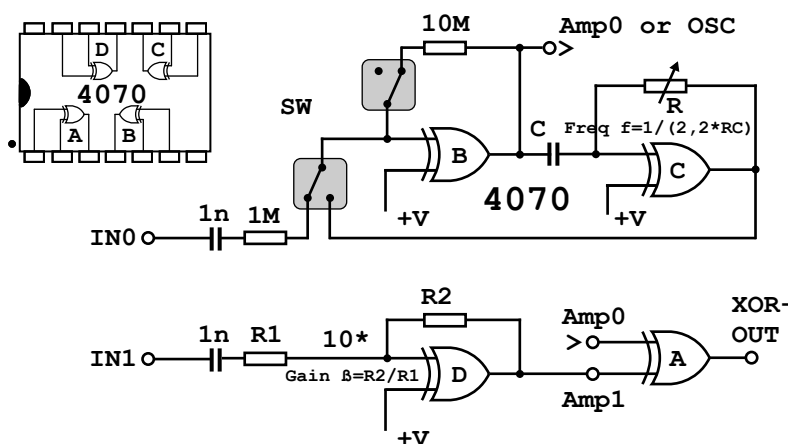 D C
4070
A B
10M
Amp0 or OSC
SW
R
C
Freq f=1/(2,2*RC)
B
C
4070
+V
+V
1n
1M
IN0
R2
XOR-
OUT
Amp0
1n
R1
10*
IN1
Gain ß=R2/R1
D
A
Amp1
+V